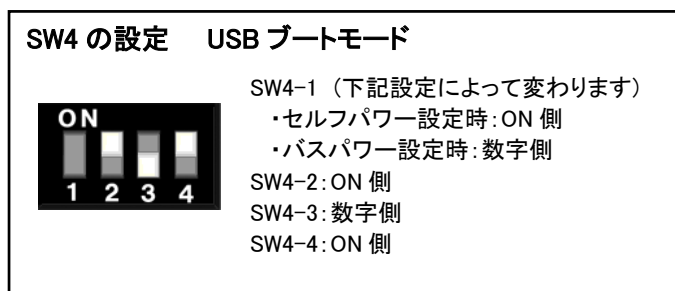 SW4 の設定　USB ブートモード
SW4-1 （下記設定によって変わります）
・セルフパワー設定時：ON 側
・バスパワー設定時：数字側
ON
1 2 3 4
SW4-2：ON 側
SW4-3：数字側
SW4-4：ON 側